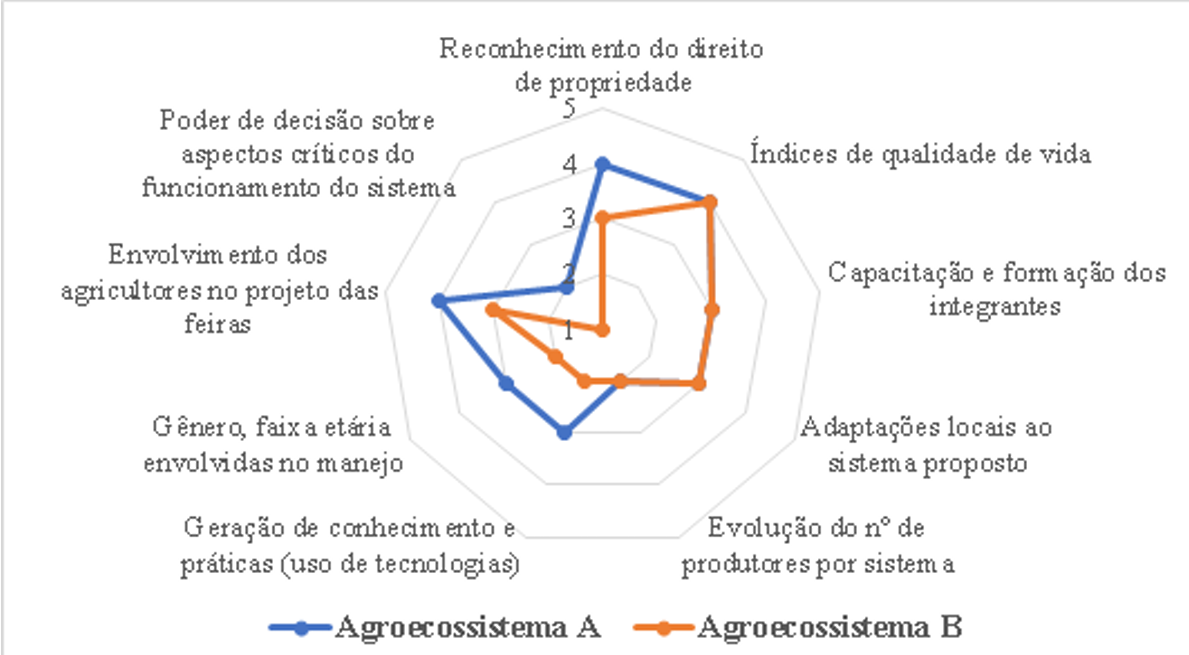 Reconhecimento do direito
de propriedade
5
4
3
2
1
Índices de qualidade de vida
Capacitação e formação dos
integrantes
Adaptações locais ao
sistema proposto
Evolução do nº de
produtores por sistema
Geração de conhecimento e
práticas (uso de tecnologias)
Gênero, faixa etária
envolvidas no manejo
Envolvimento dos
agricultores no projeto das
feiras
Poder de decisão sobre
aspectos críticos do
funcionamento do sistema
Agroecossistema A
Agroecossistema B